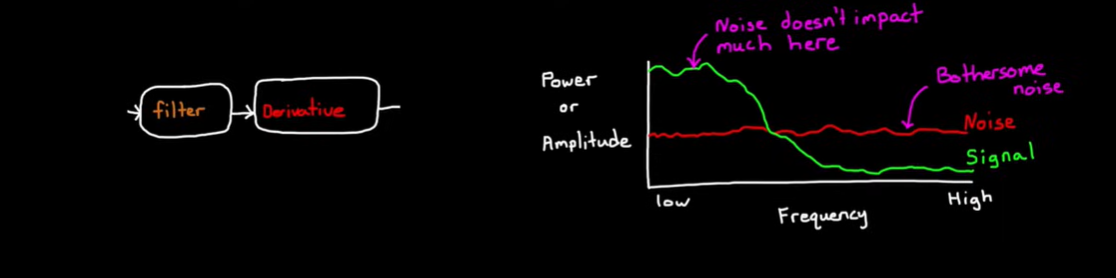 filter
Derivative
Noise doesn't impact
much here
Power
or
Amplitude
Bothersome
noise
Noise
Signal
low
High
Frequency